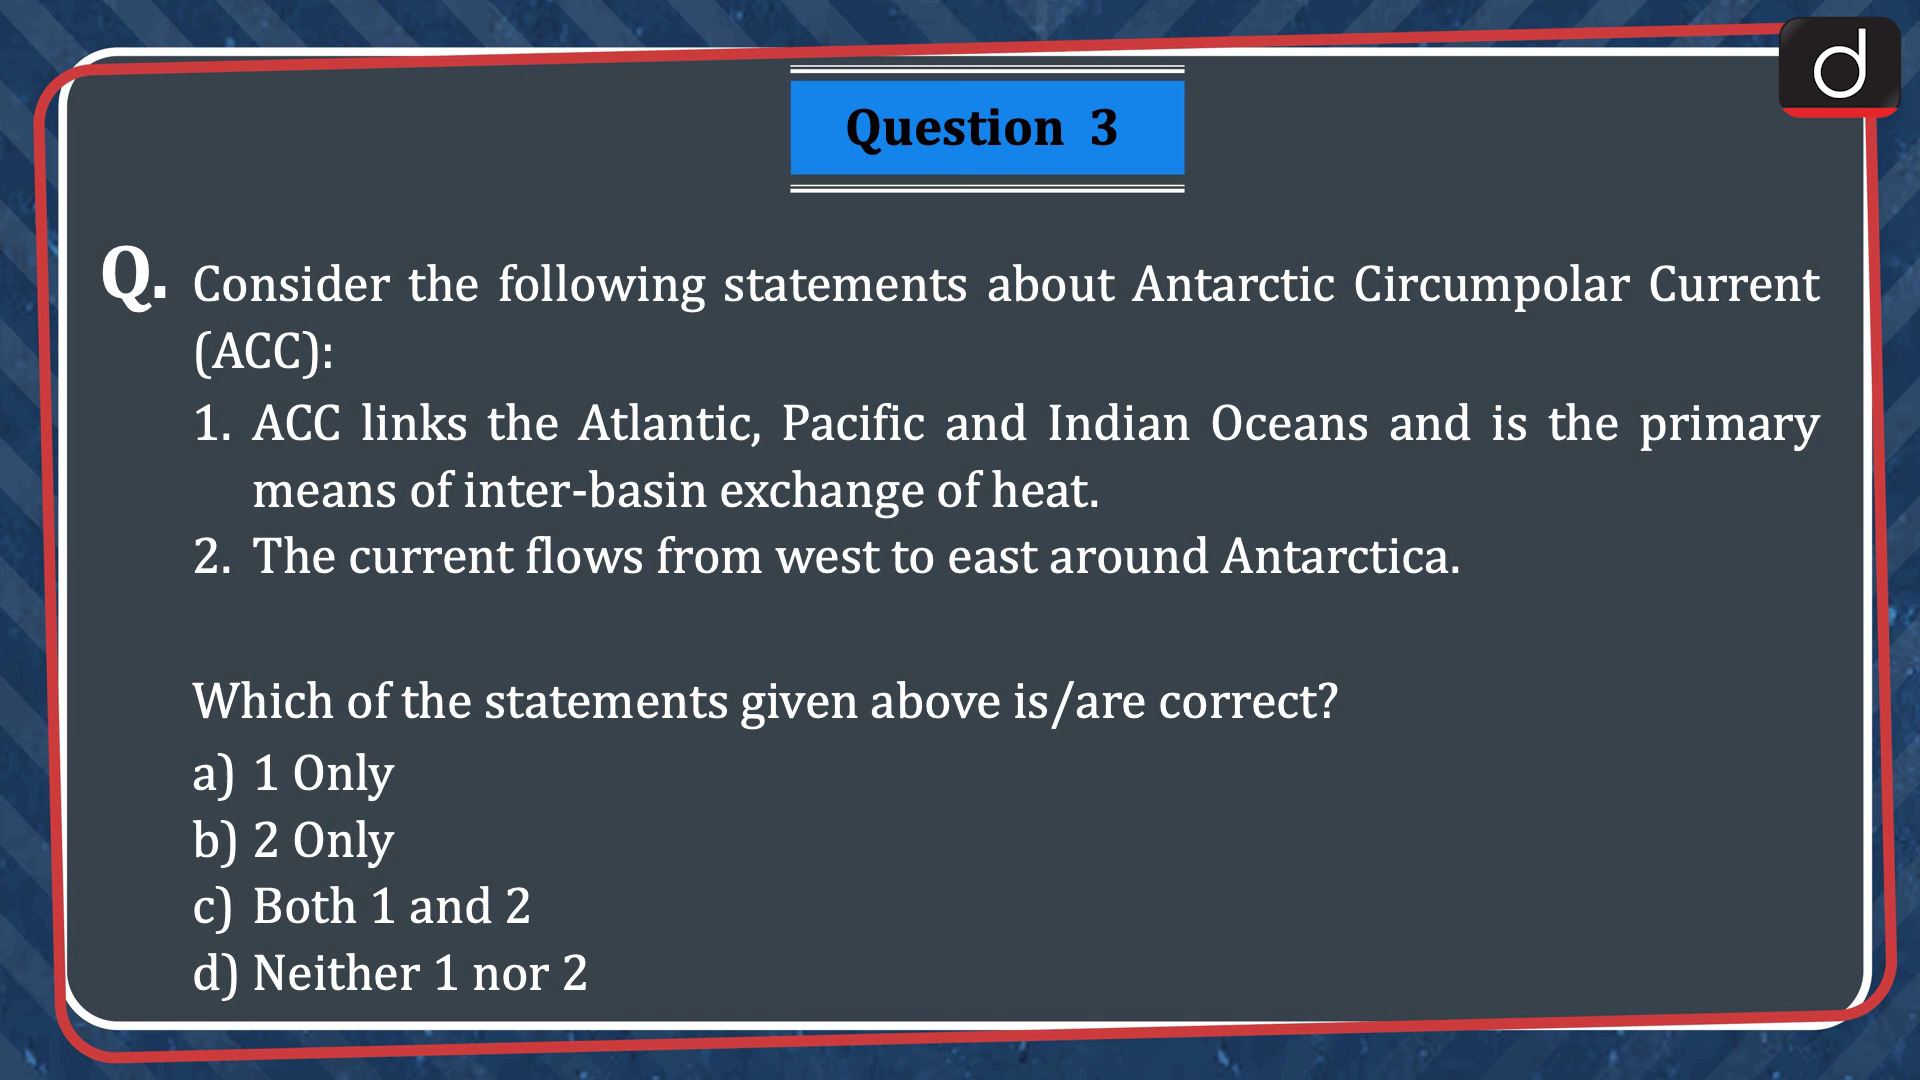 d
Question 3
Q. Consider the following statements about Antarctic Circumpolar Current
(ACC):
1. ACC links the Atlantic, Pacific and Indian Oceans and is the primary
means of inter-basin exchange of heat.
2. The current flows from west to east around Antarctica.
Which of the statements given above is/are correct?
a) 1 Only
b) 2 Only
c) Both 1 and 2
d) Neither 1 nor 2